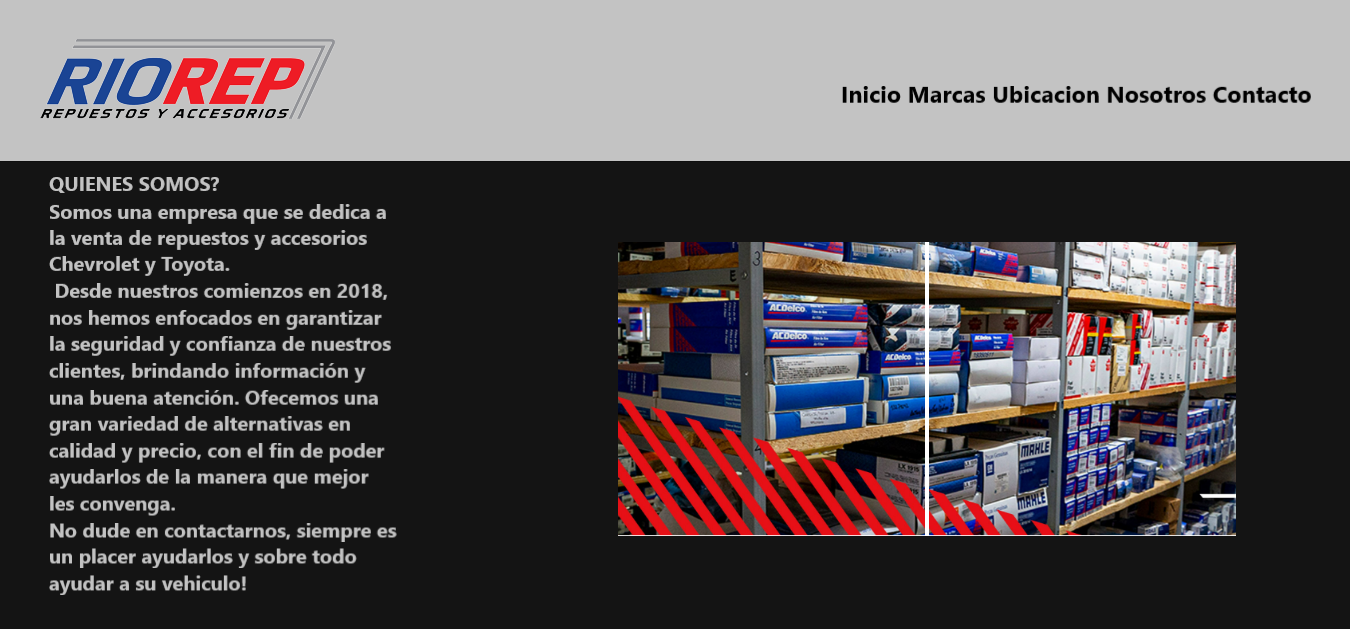 RIOREP
REPUESTOS Y ACCESORIOS
Inicio Marcas Ubicacion Nosotros Contacto
QUIENES SOMOS?
Somos una empresa que se dedica a
la venta de repuestos y accesorios
Chevrolet y Toyota.
Desde nuestros comienzos en 2018,
nos hemos enfocados en garantizar
la seguridad y confianza de nuestros
clientes, brindando información y
una buena atención. Ofecemos una
gran variedad de alternativas en
calidad y precio, con el fin de poder
ayudarlos de la manera que mejor
les convenga.
No dude en contactarnos, siempre es
un placer ayudarlos y sobre todo
ayudar a su vehiculo!
3
E
ACDelco
ACDelco
ACDelco
ACDelco
4
LX 1915
MAHLE
MAHLE